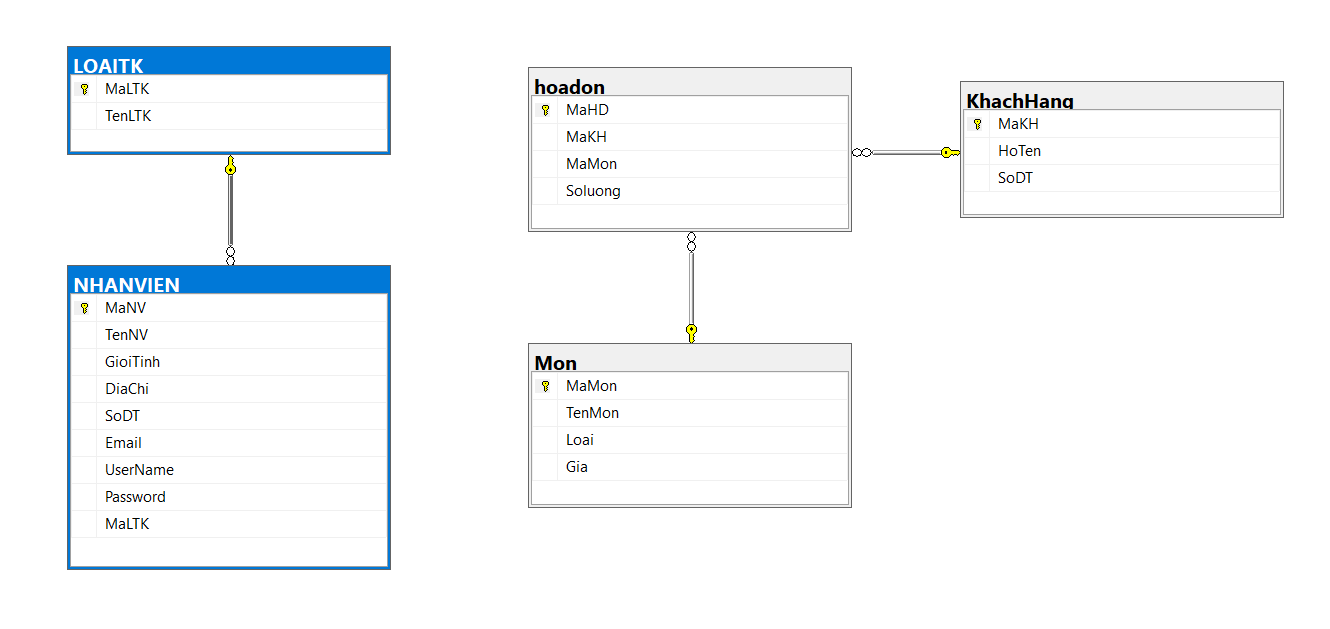 LOAITK
MaLTK
TenLTK
NHANVIEN
MaNV
TenNV
GioiTinh
DiaChi
SoDT
Email
UserName
Password
MaLTK
hoadon
MaHD
MaKH
MaMon
Soluong
Mon
MaMon
TenMon
Loai
Gia
KhachHang
MaKH
HoTen
SoDT